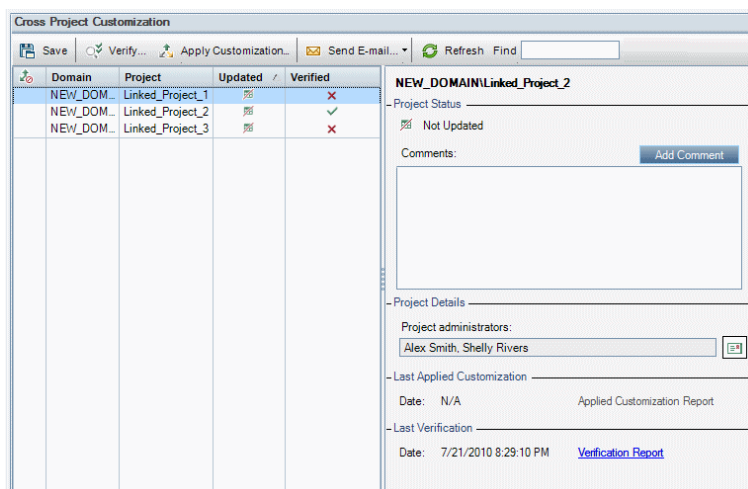 Cross Project Customization
Save Verify... Apply Customization... Send E-mail... Refresh Find
Domain Project Updated Verified
NEW_DOM... Linked_Project_1
NEW_DOM... Linked_Project_2
NEW_DOM... Linked_Project_3
NEW_DOMAIN\Linked_Project_2
Project Status
Not Updated
Comments: Add Comment
Project Details
Project administrators:
Alex Smith, Shelly Rivers
Last Applied Customization
Date: N/A Applied Customization Report
Last Verification
Date: 7/21/2010 8:29:10 PM Verification Report